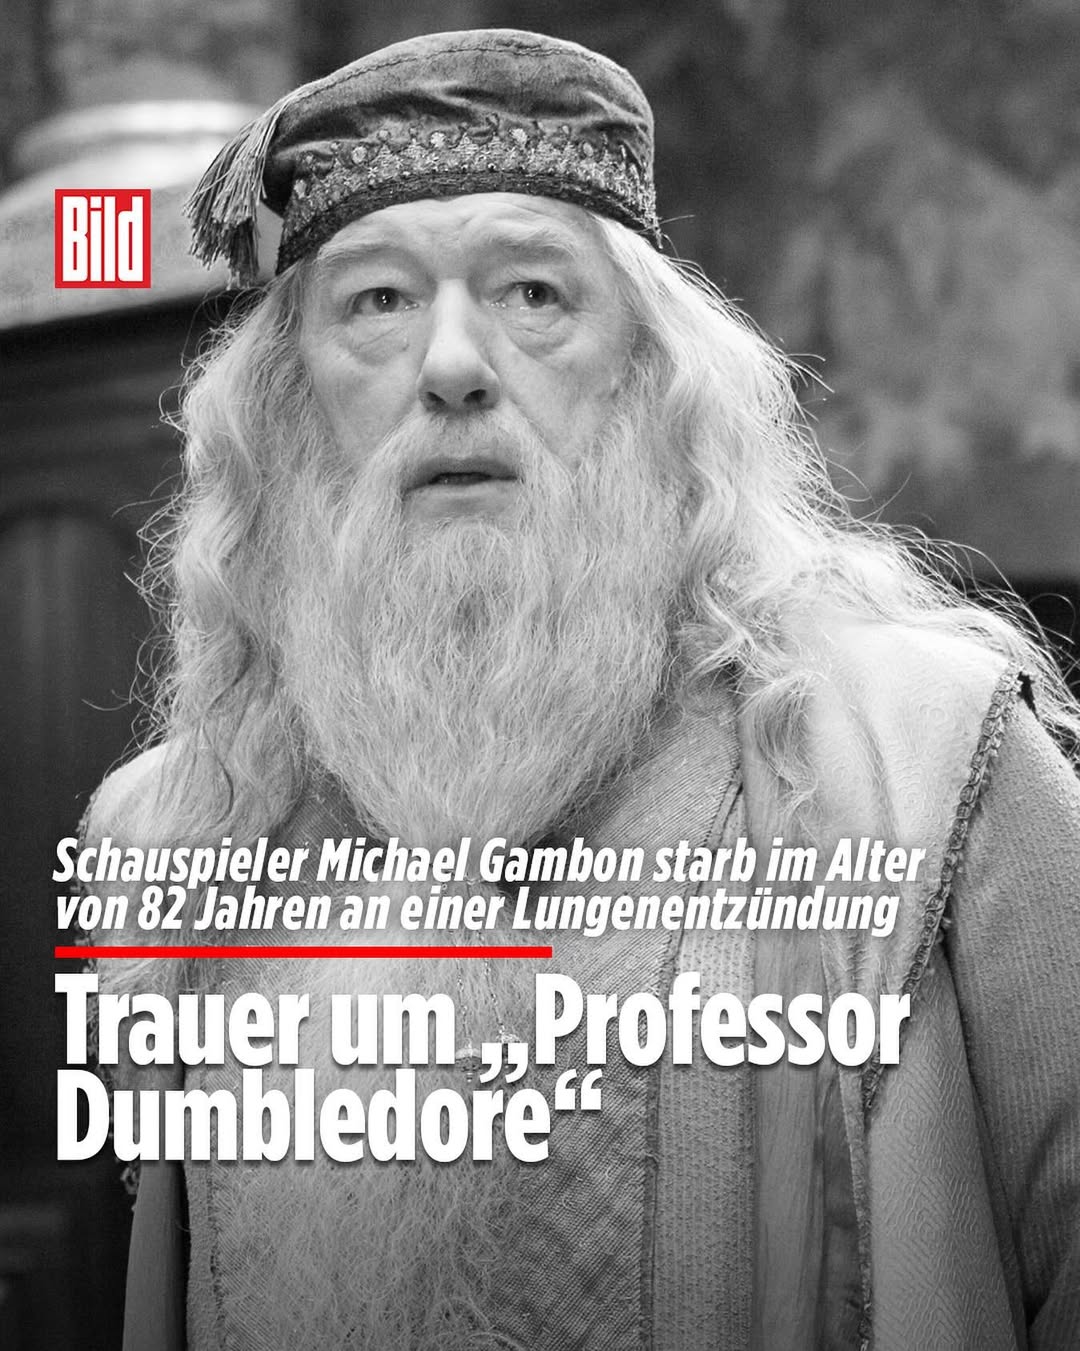 Bild
Schauspieler Michael Gambon starb im Alter
von 82 Jahren an einer Lungenentzündung
Trauer um „Professor
Dumbledore“